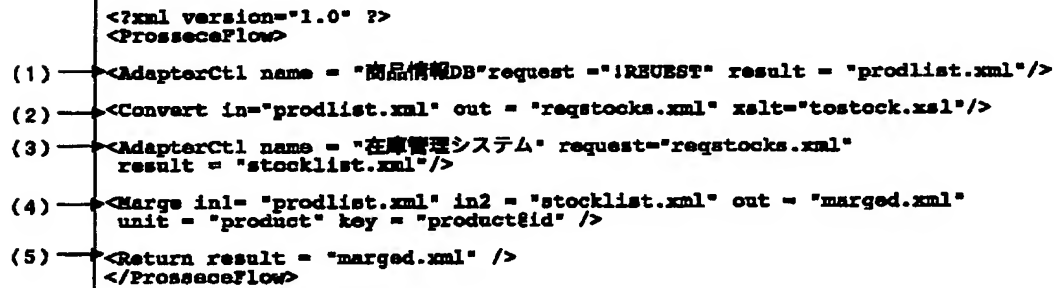 <?xml version="1.0" ?>
<ProsseceFlow>
(1) <AdapterCtl name = "商品情報DB"request ="!REUEST" result = "prodlist.xml"/>
(2) <Convert in="prodlist.xml" out = "reqstocks.xml" xslt="tostock.xsl"/>
(3) <AdapterCtl name = "在庫管理システム" request="reqstocks.xml"
result = "stocklist.xml"/>
(4) <Marge in1= "prodlist.xml" in2 = "stocklist.xml" out = "marged.xml"
unit = "product" key = "product@id" />
(5) <Return result = "marged.xml" />
</ProsseceFlow>